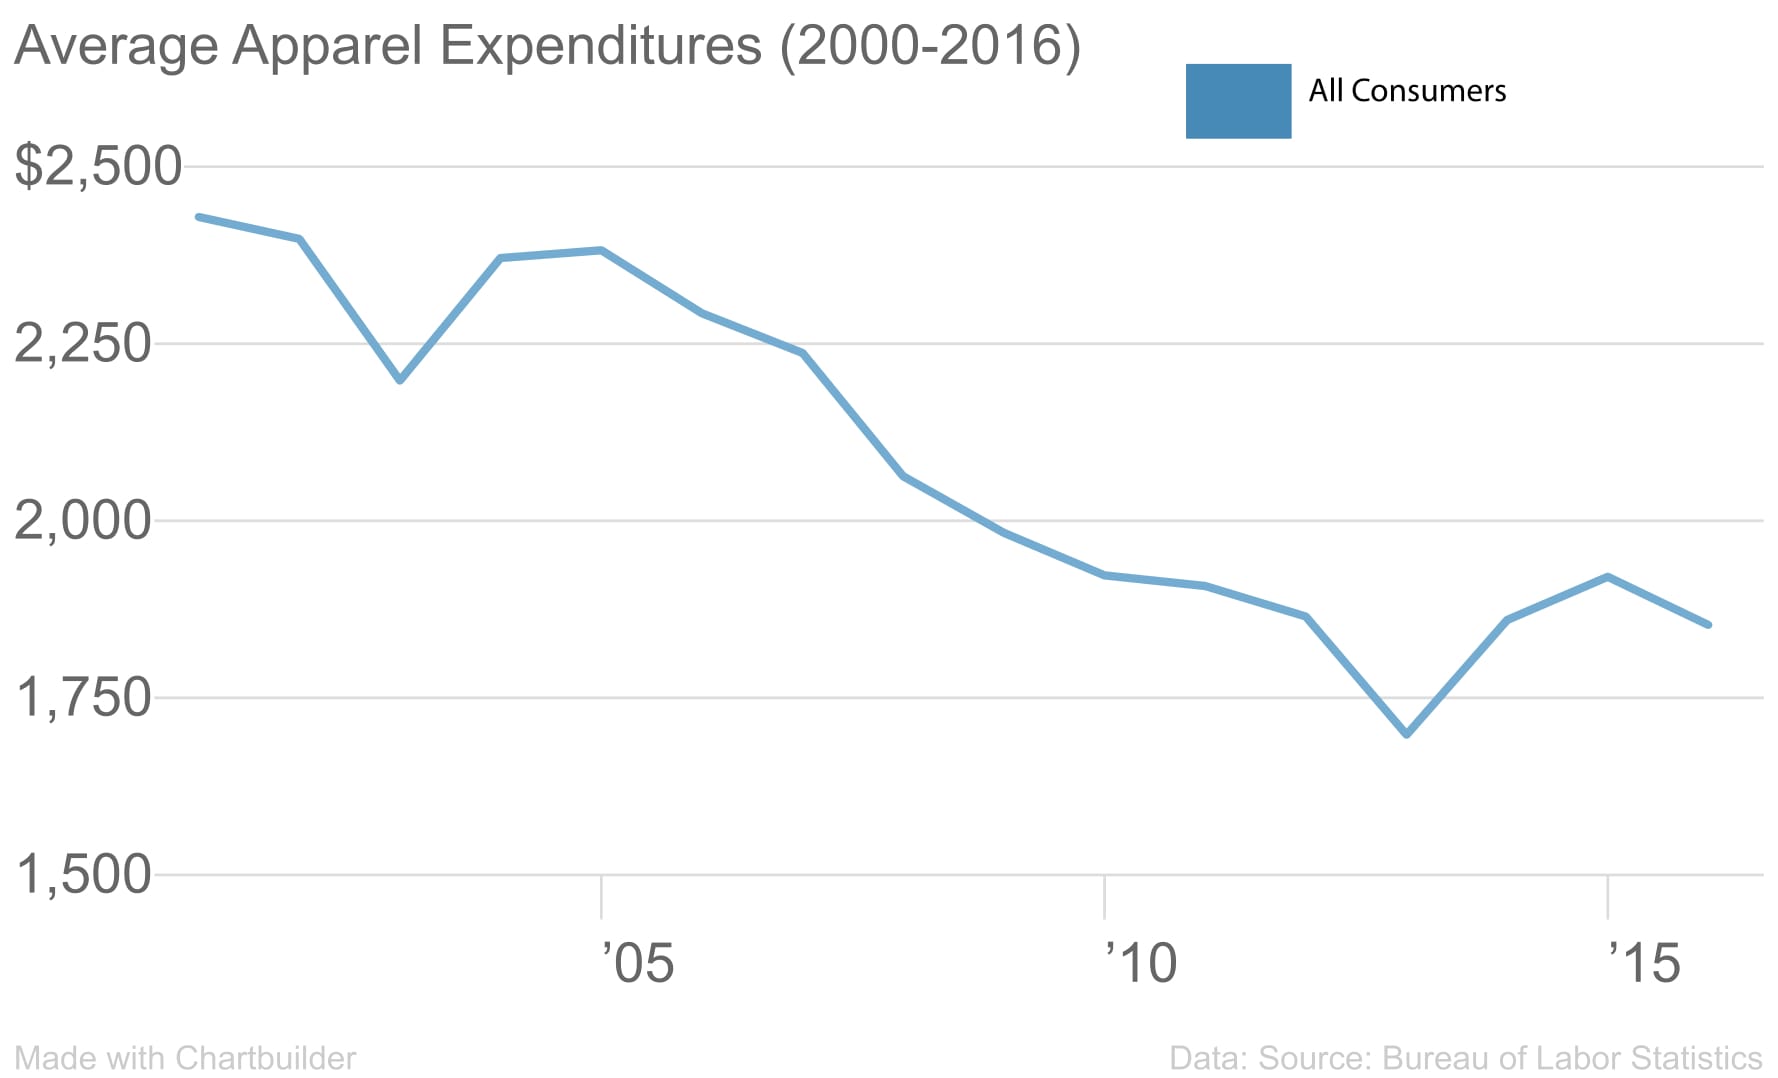 Average Apparel Expenditures (2000-2016)
All Consumers
$2,500
2,250
2,000
1,750
1,500
’05
’10
’15
Made with Chartbuilder
Data: Source: Bureau of Labor Statistics